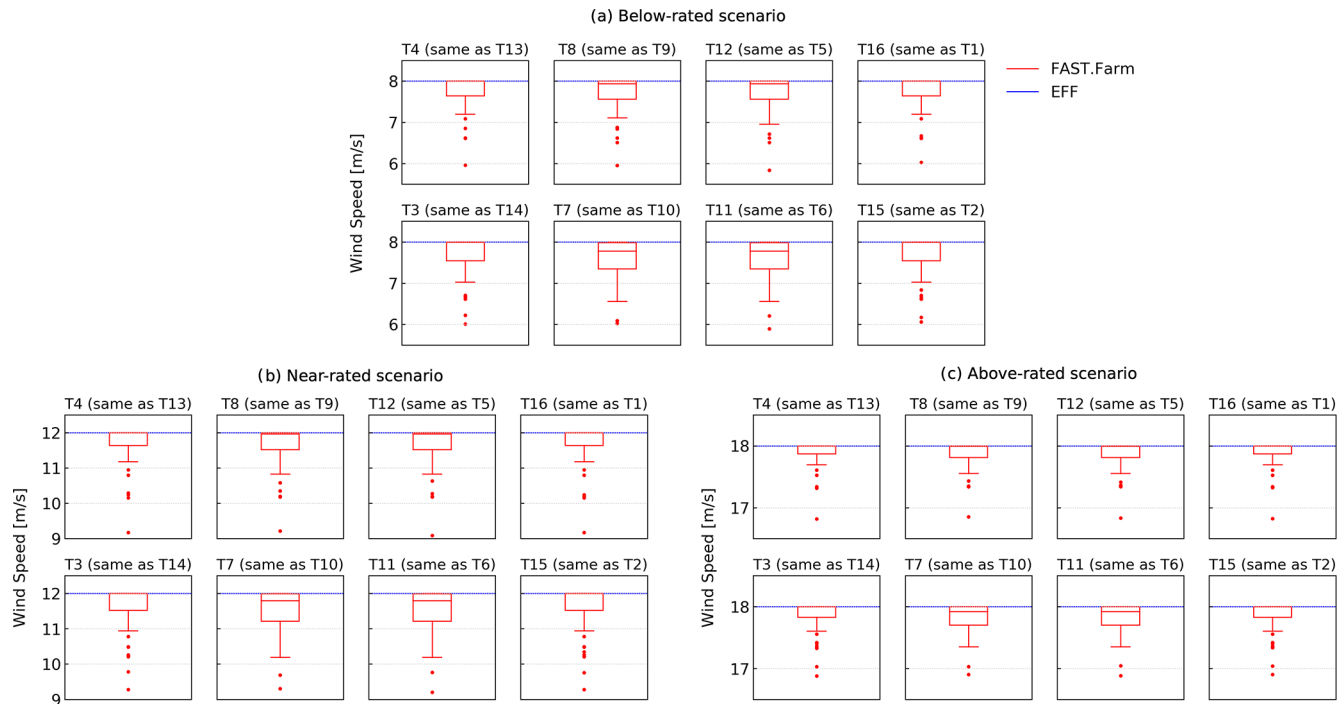 (a) Below-rated scenario
T4 (same as T13) T8 (same as T9) T12 (same as T5) T16 (same as T1)
FAST.Farm
EFF
8
7
6
Wind Speed [m/s]
T3 (same as T14) T7 (same as T10) T11 (same as T6) T15 (same as T2)
8
7
6
(b) Near-rated scenario
T4 (same as T13) T8 (same as T9) T12 (same as T5) T16 (same as T1)
12
11
10
9
Wind Speed [m/s]
T3 (same as T14) T7 (same as T10) T11 (same as T6) T15 (same as T2)
12
11
10
9
(c) Above-rated scenario
T4 (same as T13) T8 (same as T9) T12 (same as T5) T16 (same as T1)
18
17
Wind Speed [m/s]
T3 (same as T14) T7 (same as T10) T11 (same as T6) T15 (same as T2)
18
17